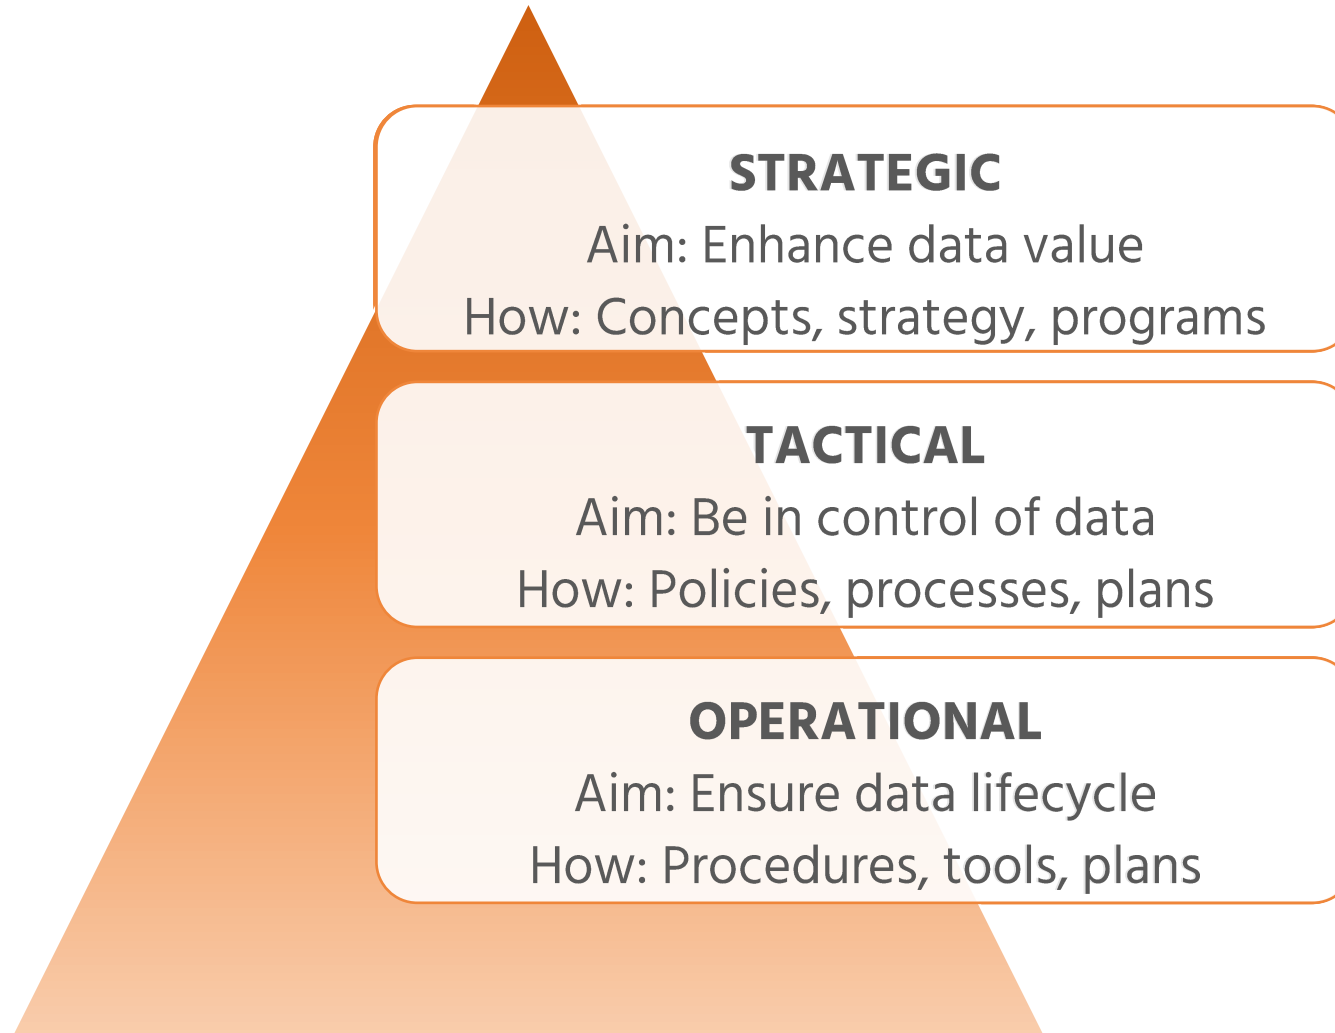 STRATEGIC
Aim: Enhance data value
How: Concepts, strategy, programs
TACTICAL
Aim: Be in control of data
How: Policies, processes, plans
OPERATIONAL
Aim: Ensure data lifecycle
How: Procedures, tools, plans